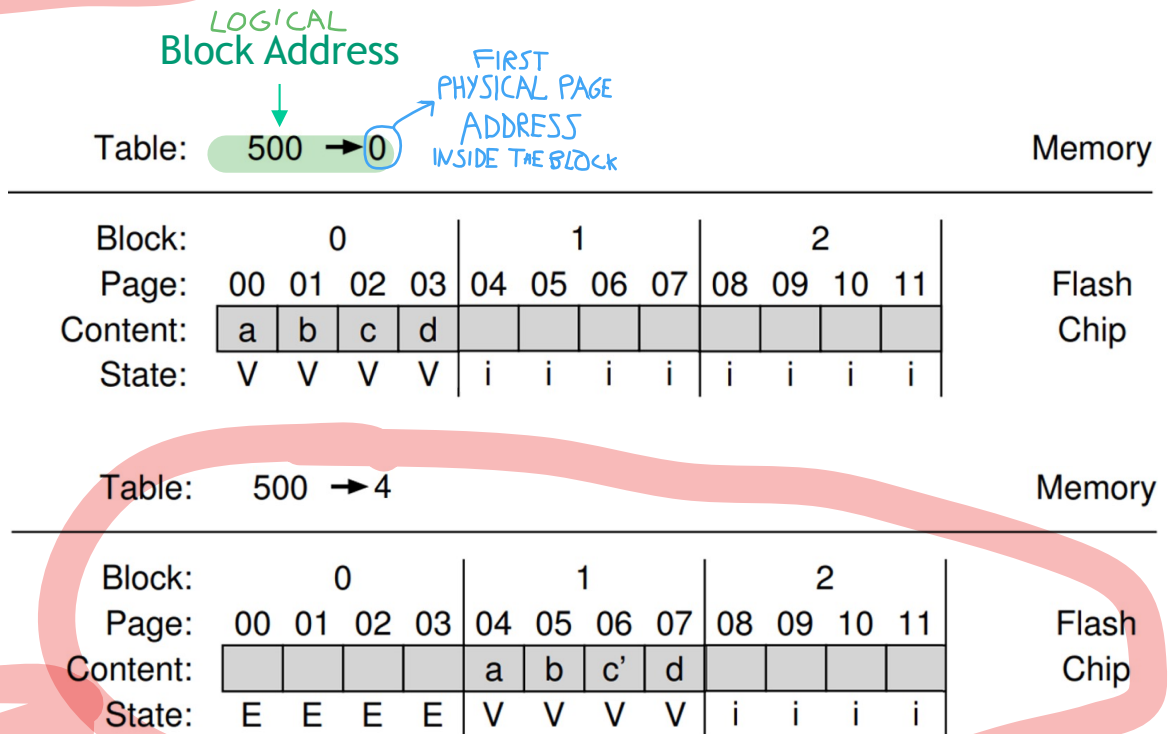 LOGICAL
Block Address
FIRST
PHYSICAL PAGE
ADDRESS
INSIDE THE BLOCK
Table: 500 → 0 Memory
Block: 0 1 2
Page: 00 01 02 03 04 05 06 07 08 09 10 11 Flash
Content: a b c d Chip
State: V V V V i i i i i i i i
Table: 500 → 4 Memory
Block: 0 1 2
Page: 00 01 02 03 04 05 06 07 08 09 10 11 Flash
Content: a b c' d Chip
State: E E E E V V V V i i i i